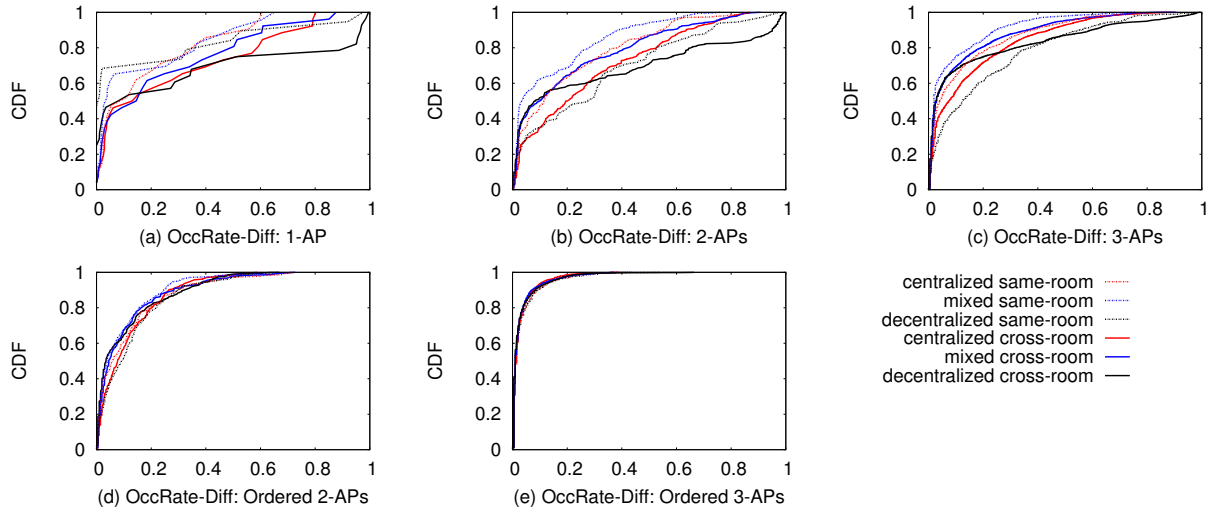 CDF
1
0.8
0.6
0.4
0.2
0
0 0.2 0.4 0.6 0.8 1
(a) OccRate-Diff: 1-AP
CDF
1
0.8
0.6
0.4
0.2
0
0 0.2 0.4 0.6 0.8 1
(b) OccRate-Diff: 2-APs
CDF
1
0.8
0.6
0.4
0.2
0
0 0.2 0.4 0.6 0.8 1
(c) OccRate-Diff: 3-APs
CDF
1
0.8
0.6
0.4
0.2
0
0 0.2 0.4 0.6 0.8 1
(d) OccRate-Diff: Ordered 2-APs
CDF
1
0.8
0.6
0.4
0.2
0
0 0.2 0.4 0.6 0.8 1
(e) OccRate-Diff: Ordered 3-APs
centralized same-room
mixed same-room
decentralized same-room
centralized cross-room
mixed cross-room
decentralized cross-room